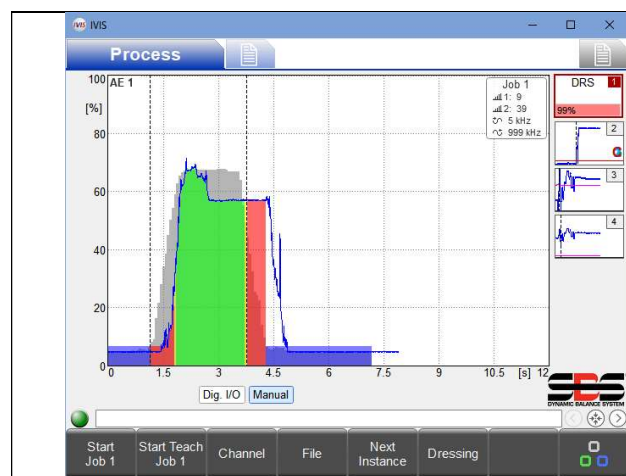 IVIS
Process
100 AE 1
[%]
80
60
40
20
0 1.5 3 4.5 6 7.5 9 10.5 [s] 12
Job 1
1: 9
2: 39
5 kHz
999 kHz
DRS 1
99%
2
3
4
Dig. I/O Manual
SBS
DYNAMIC BALANCE SYSTEM
Start Job 1
Start Teach Job 1
Channel
File
Next Instance
Dressing